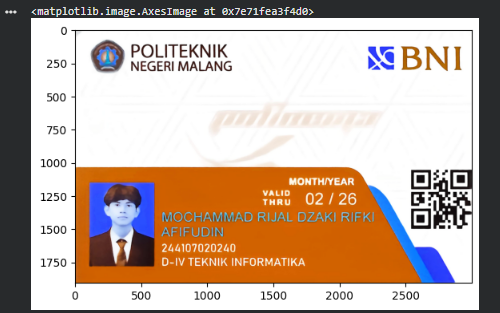 <matplotlib.image.AxesImage at 0x7e71fea3f4d0>
0
250
500
750
1000
1250
1500
1750
0
500
1000
1500
2000
2500
POLITEKNIK
NEGERI MALANG
BNI
polinema
MONTH/YEAR
VALID
THRU 02 / 26
MOCHAMMAD RIJAL DZAKI RIFKI
AFIFUDIN
244107020240
D-IV TEKNIK INFORMATIKA